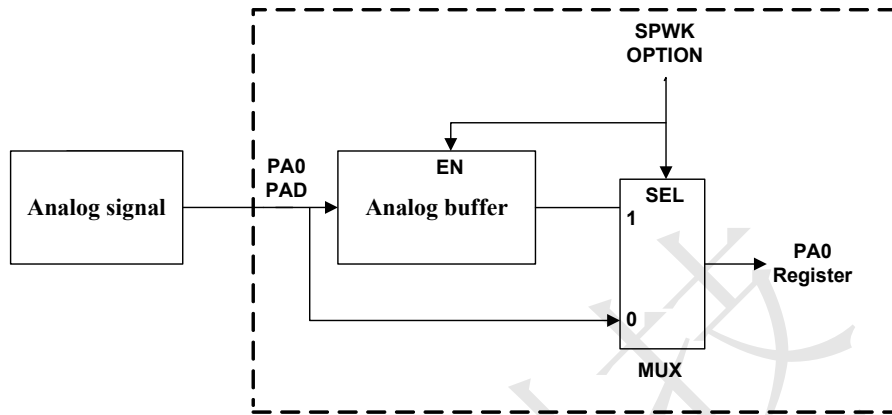 SPWK
OPTION
PA0
PAD
EN
Analog signal
Analog buffer
SEL
1
PA0
Register
0
MUX